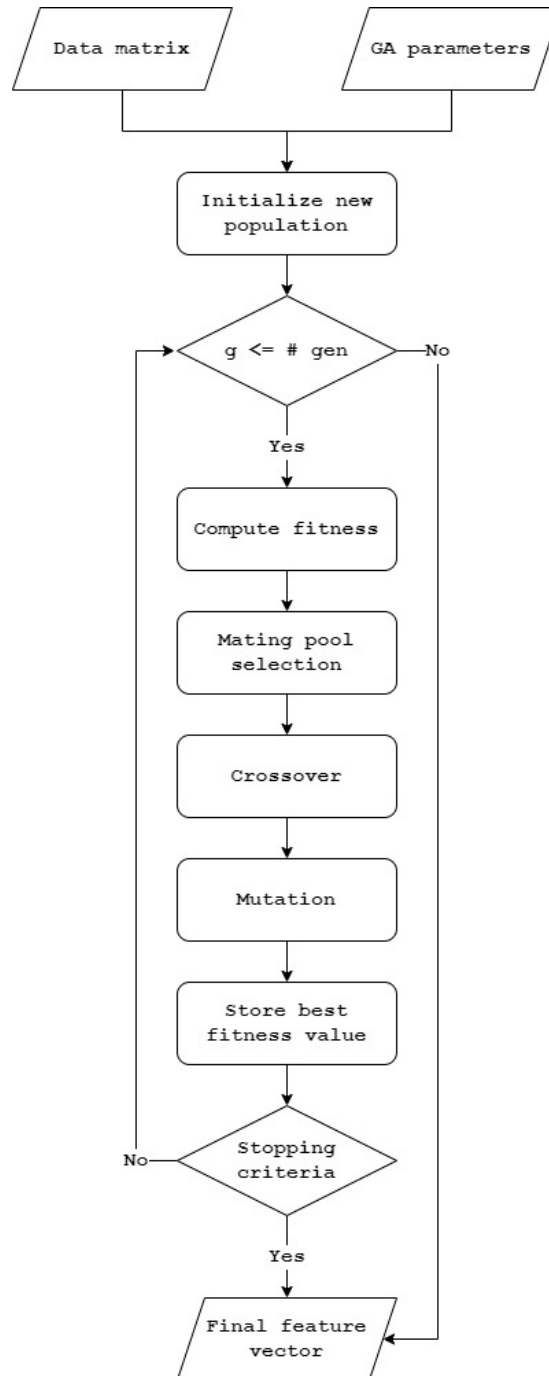 Data matrix
GA parameters
Initialize new
population
g <= # gen
No
Yes
Compute fitness
Mating pool
selection
Crossover
Mutation
Store best
fitness value
Stopping
criteria
No
Yes
Final feature
vector